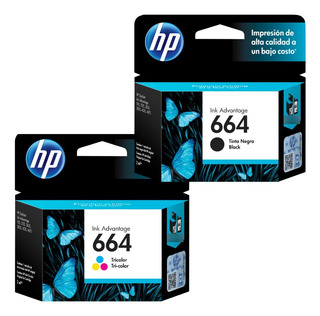 hp
Impresión de
alta calidad a
un bajo costo*
Ink Advantage
664
Tinta Negra
Black
hp
Ink Advantage
664
Tricolor
Tri-color